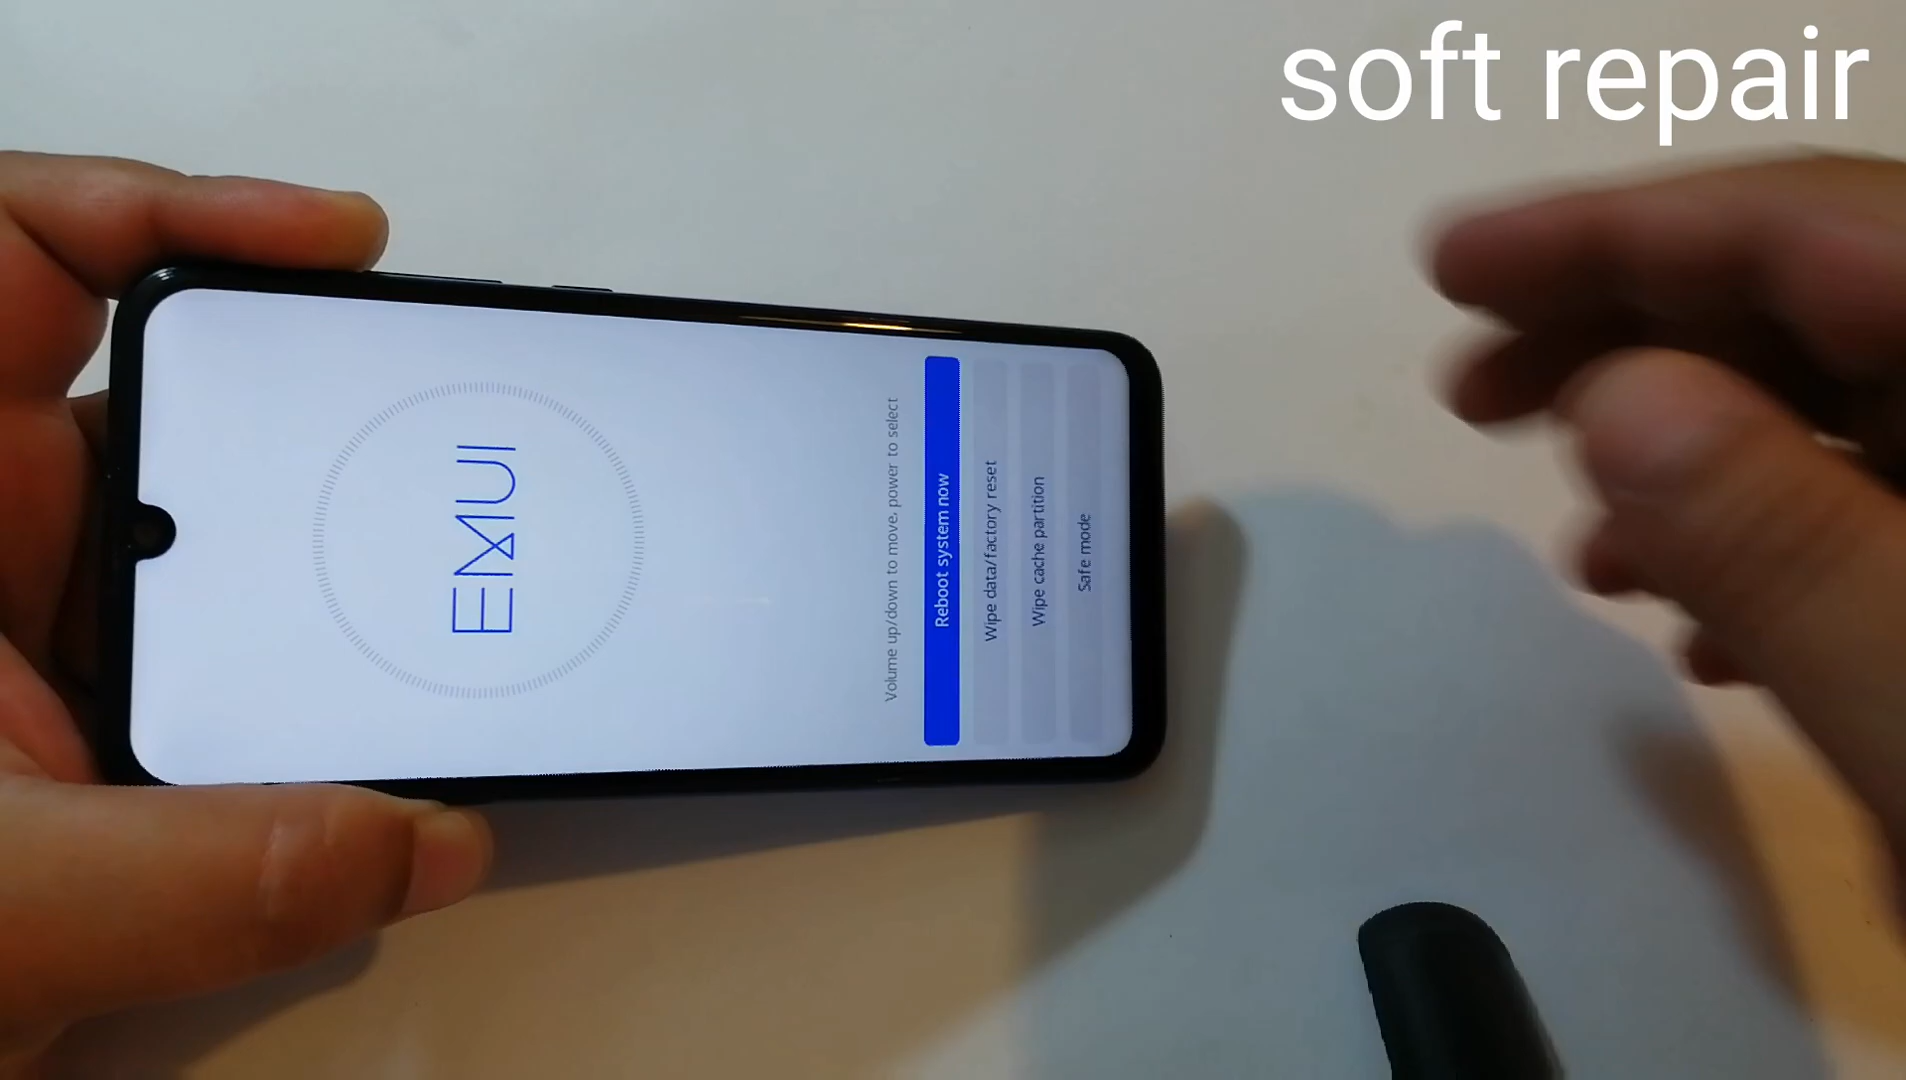 soft repair
EMUI
Volume up/down to move, power to select
Reboot system now
Wipe data/factory reset
Wipe cache partition
Safe mode